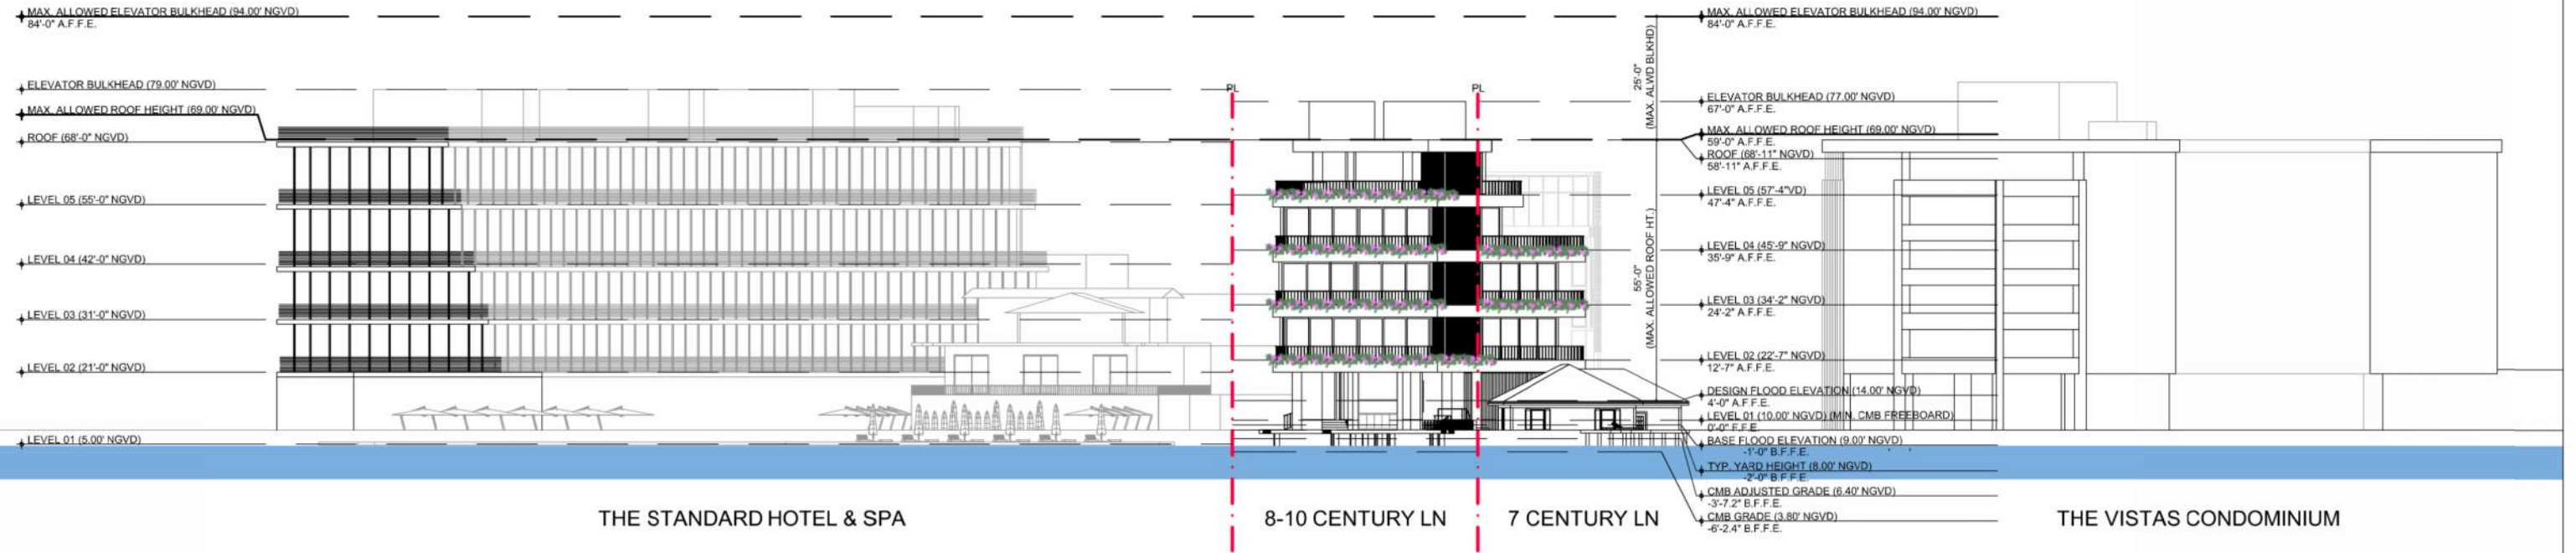 MAX. ALLOWED ELEVATOR BULKHEAD (94.00' NGVD)
84'-0" A.F.F.E.
ELEVATOR BULKHEAD (79.00' NGVD)
MAX. ALLOWED ROOF HEIGHT (69.00' NGVD)
ROOF (68'-0" NGVD)
LEVEL 05 (55'-0" NGVD)
LEVEL 04 (42'-0" NGVD)
LEVEL 03 (31'-0" NGVD)
LEVEL 02 (21'-0" NGVD)
LEVEL 01 (5.00' NGVD)
PL
PL
25'-0"
(MAX. ALWD BLKHD)
55'-0"
(MAX. ALLOWED ROOF HT.)
MAX. ALLOWED ELEVATOR BULKHEAD (94.00' NGVD)
84'-0" A.F.F.E.
ELEVATOR BULKHEAD (77.00' NGVD)
67'-0" A.F.F.E.
MAX. ALLOWED ROOF HEIGHT (69.00' NGVD)
59'-0" A.F.F.E.
ROOF (68'-11" NGVD)
58'-11" A.F.F.E.
LEVEL 05 (57'-4"VD)
47'-4" A.F.F.E.
LEVEL 04 (45'-9" NGVD)
35'-9" A.F.F.E.
LEVEL 03 (34'-2" NGVD)
24'-2" A.F.F.E.
LEVEL 02 (22'-7" NGVD)
12'-7" A.F.F.E.
DESIGN FLOOD ELEVATION (14.00' NGVD)
4'-0" A.F.F.E.
LEVEL 01 (10.00' NGVD) (MIN. CMB FREEBOARD)
0'-0" F.F.E.
BASE FLOOD ELEVATION (9.00' NGVD)
-1'-0" B.F.F.E.
TYP. YARD HEIGHT (8.00' NGVD)
-2'-0" B.F.F.E.
CMB ADJUSTED GRADE (6.40' NGVD)
-3'-7.2" B.F.F.E.
CMB GRADE (3.80' NGVD)
-6'-2.4" B.F.F.E.
THE STANDARD HOTEL & SPA
8-10 CENTURY LN
7 CENTURY LN
THE VISTAS CONDOMINIUM